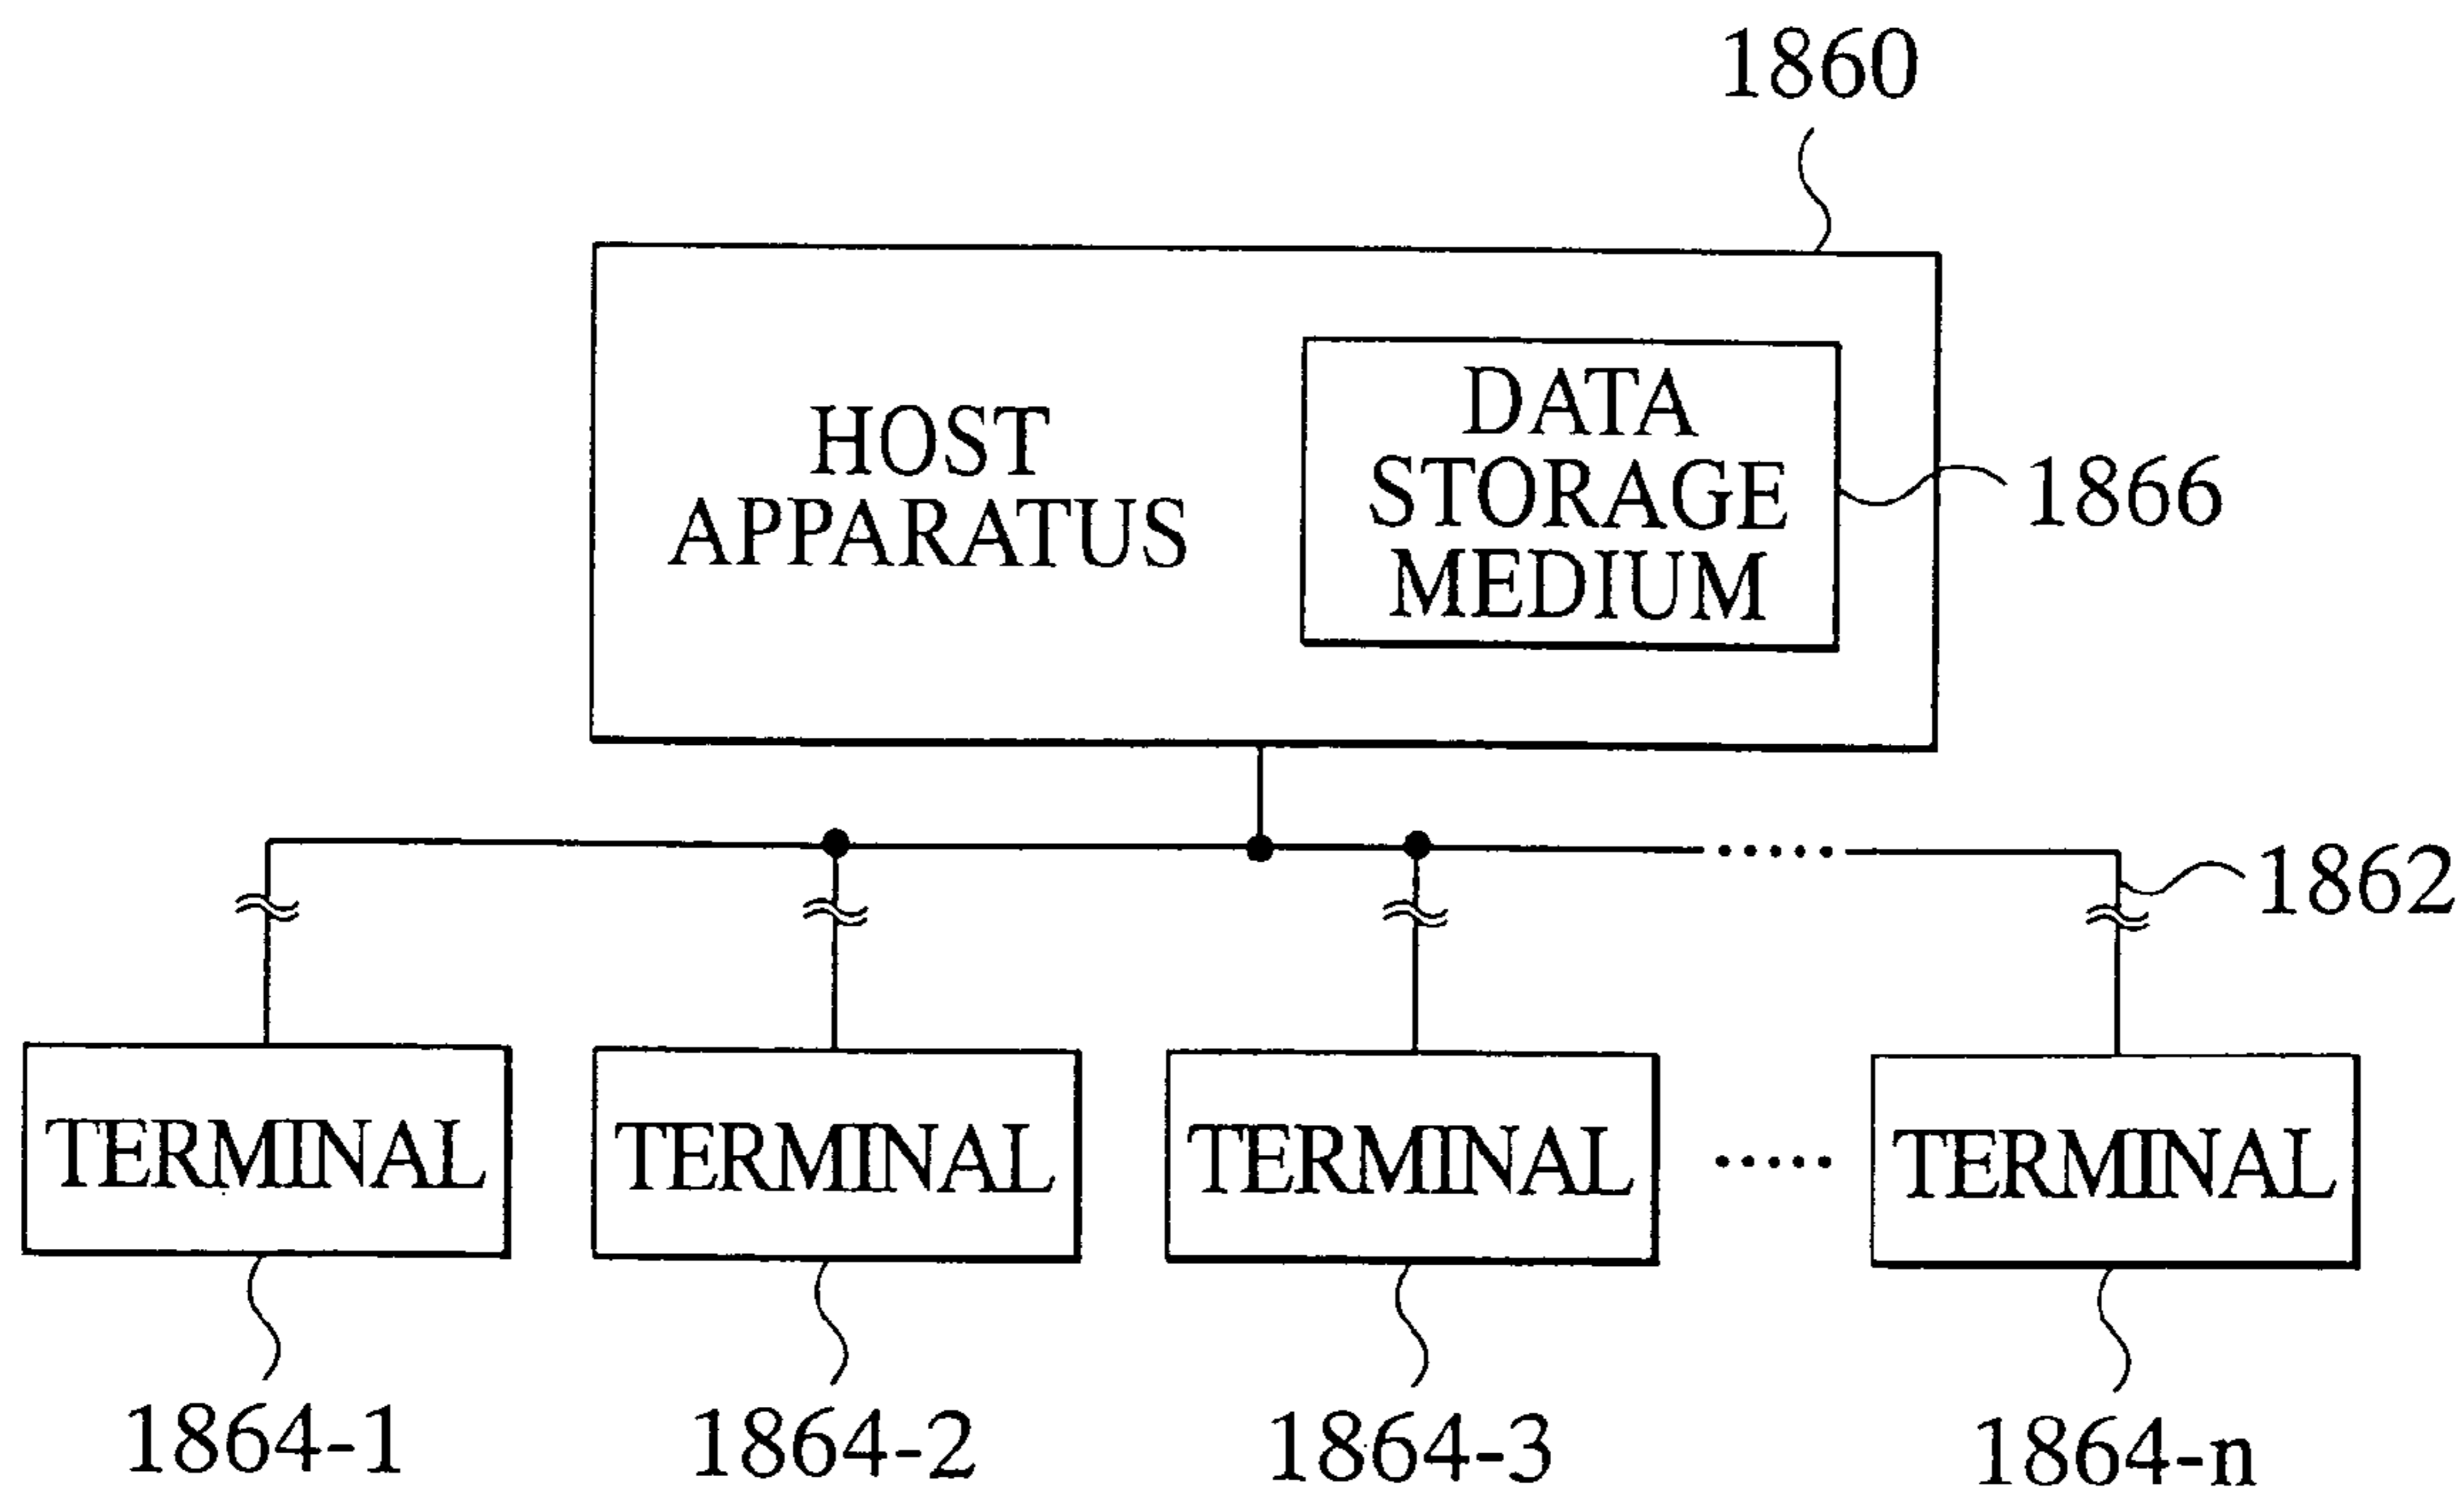 1860
HOST
APPARATUS
DATA
STORAGE
MEDIUM
1866
1862
TERMINAL
TERMINAL
TERMINAL
TERMINAL
1864-1
1864-2
1864-3
1864-n